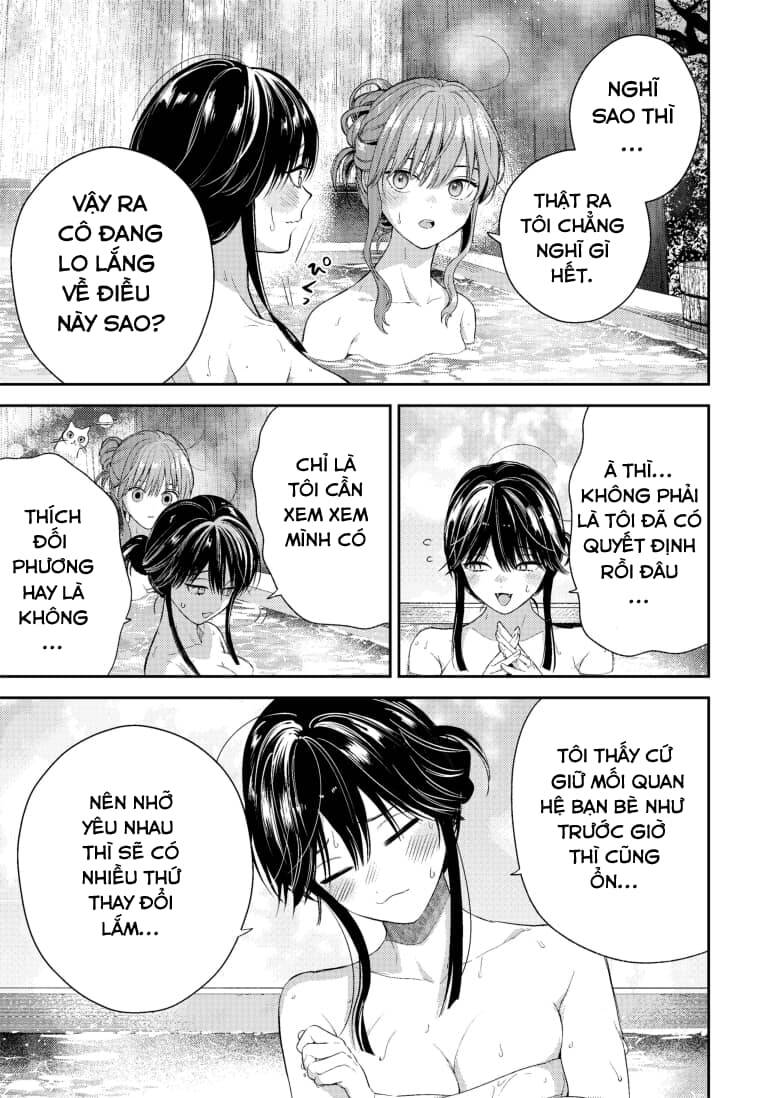 NGHĨ
SAO THÌ
...
THẬT RA
TÔI CHẲNG
NGHĨ GÌ
HẾT.
VẬY RA
CÔ ĐANG
LO LẮNG
VỀ ĐIỀU
NÀY SAO?
À THÌ...
KHÔNG PHẢI
LÀ TÔI ĐÃ CÓ
QUYẾT ĐỊNH
RỒI ĐÂU
...
CHỈ LÀ
TÔI CẦN
XEM XEM
MÌNH CÓ
THÍCH
ĐỐI
PHƯƠNG
HAY LÀ
KHÔNG
...
TÔI THẤY CỨ
GIỮ MỐI QUAN
HỆ BẠN BÈ NHƯ
TRƯỚC GIỜ
THÌ CŨNG
ỔN...
NÊN NHỠ
YÊU NHAU
THÌ SẼ CÓ
NHIỀU THỨ
THAY ĐỔI
LẮM...